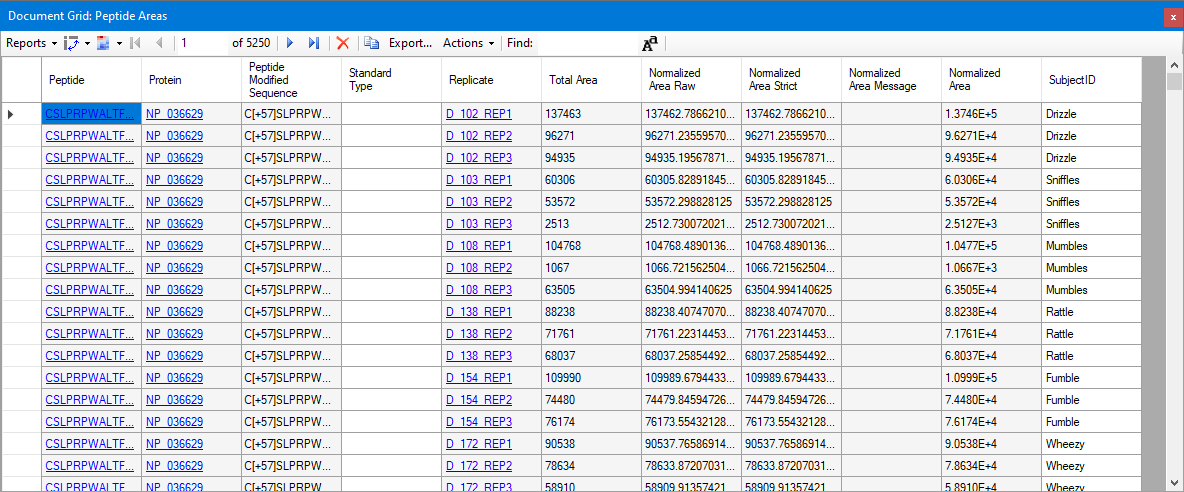 Document Grid: Peptide Areas
x
Reports 1 of 5250 Export... Actions Find:
Peptide Protein Peptide Modified Sequence Standard Type Replicate Total Area Normalized Area Raw Normalized Area Strict Normalized Area Message Normalized Area SubjectID
CSLPRPWALTF... NP_036629 C[+57]SLPRPW... D_102_REP1 137463 137462.7866210... 137462.7866210... 1.3746E+5 Drizzle
CSLPRPWALTF... NP_036629 C[+57]SLPRPW... D_102_REP2 96271 96271.23559570... 96271.23559570... 9.6271E+4 Drizzle
CSLPRPWALTF... NP_036629 C[+57]SLPRPW... D_102_REP3 94935 94935.19567871... 94935.19567871... 9.4935E+4 Drizzle
CSLPRPWALTF... NP_036629 C[+57]SLPRPW... D_103_REP1 60306 60305.82891845... 60305.82891845... 6.0306E+4 Sniffles
CSLPRPWALTF... NP_036629 C[+57]SLPRPW... D_103_REP2 53572 53572.298828125 53572.298828125 5.3572E+4 Sniffles
CSLPRPWALTF... NP_036629 C[+57]SLPRPW... D_103_REP3 2513 2512.730072021... 2512.730072021... 2.5127E+3 Sniffles
CSLPRPWALTF... NP_036629 C[+57]SLPRPW... D_108_REP1 104768 104768.4890136... 104768.4890136... 1.0477E+5 Mumbles
CSLPRPWALTF... NP_036629 C[+57]SLPRPW... D_108_REP2 1067 1066.721562504... 1066.721562504... 1.0667E+3 Mumbles
CSLPRPWALTF... NP_036629 C[+57]SLPRPW... D_108_REP3 63505 63504.994140625 63504.994140625 6.3505E+4 Mumbles
CSLPRPWALTF... NP_036629 C[+57]SLPRPW... D_138_REP1 88238 88238.40747070... 88238.40747070... 8.8238E+4 Rattle
CSLPRPWALTF... NP_036629 C[+57]SLPRPW... D_138_REP2 71761 71761.22314453... 71761.22314453... 7.1761E+4 Rattle
CSLPRPWALTF... NP_036629 C[+57]SLPRPW... D_138_REP3 68037 68037.25854492... 68037.25854492... 6.8037E+4 Rattle
CSLPRPWALTF... NP_036629 C[+57]SLPRPW... D_154_REP1 109990 109989.6794433... 109989.6794433... 1.0999E+5 Fumble
CSLPRPWALTF... NP_036629 C[+57]SLPRPW... D_154_REP2 74480 74479.84594726... 74479.84594726... 7.4480E+4 Fumble
CSLPRPWALTF... NP_036629 C[+57]SLPRPW... D_154_REP3 76174 76173.55432128... 76173.55432128... 7.6174E+4 Fumble
CSLPRPWALTF... NP_036629 C[+57]SLPRPW... D_172_REP1 90538 90537.76586914... 90537.76586914... 9.0538E+4 Wheezy
CSLPRPWALTF... NP_036629 C[+57]SLPRPW... D_172_REP2 78634 78633.87207031... 78633.87207031... 7.8634E+4 Wheezy
CSLPRPWALTF... NP_036629 C[+57]SLPRPW... D_172_REP3 58910 58909.91357421... 58909.91357421... 5.8910E+4 Wheezy